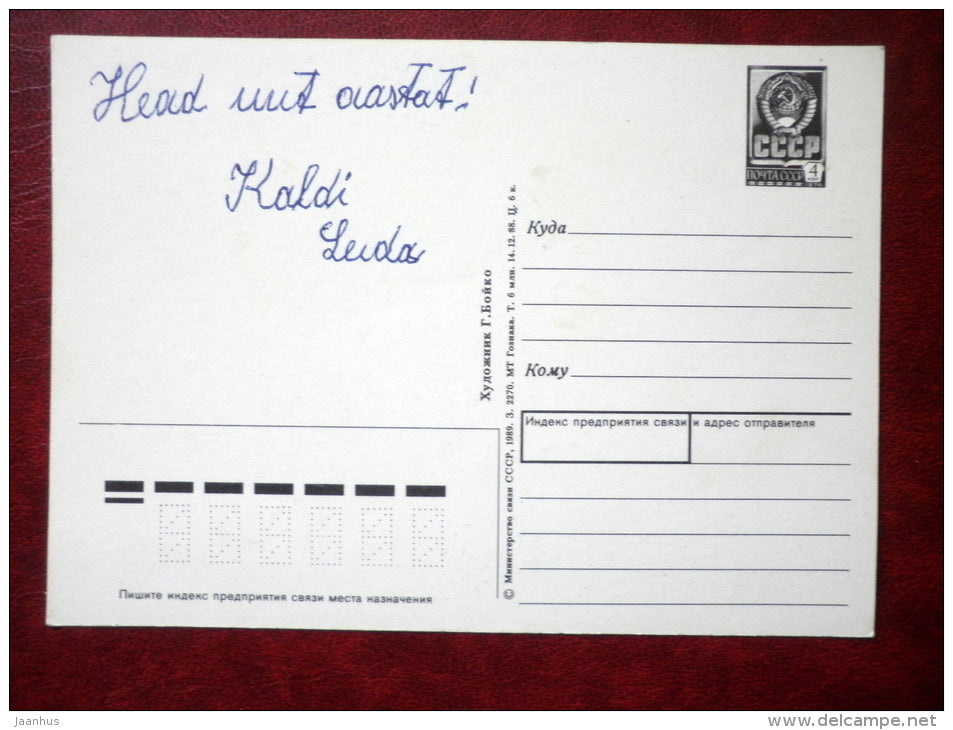 Head uut aastat!
Kaldi
Leida
СССР
ПОЧТА СССР
4
Куда
Кому
Индекс предприятия связи и адрес отправителя
Художник Г. Бойко
© Министерство связи СССР, 1989. З. 2270. МТ Гознака. Т. 6 млн. 14.12.88. Ц. 6 к.
Пишите индекс предприятия связи места назначения
jaanhus
www.delcampe.net